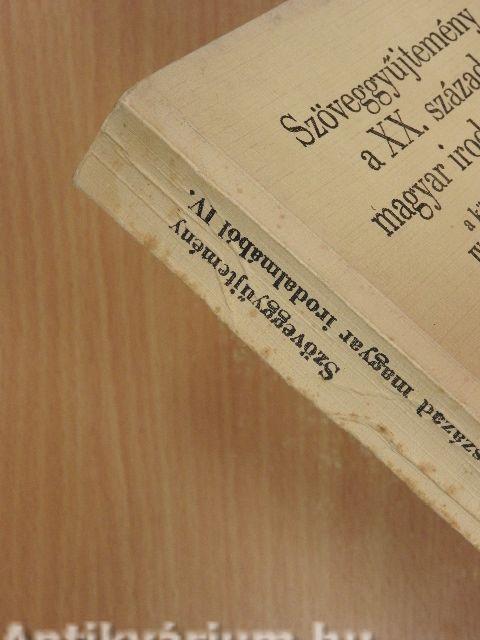 Szöveggyűjtemény
a XX. század
magyar irod
a k
Szöveggyűjtemény
század magyar irodalmából IV.
Antikvárium.hu